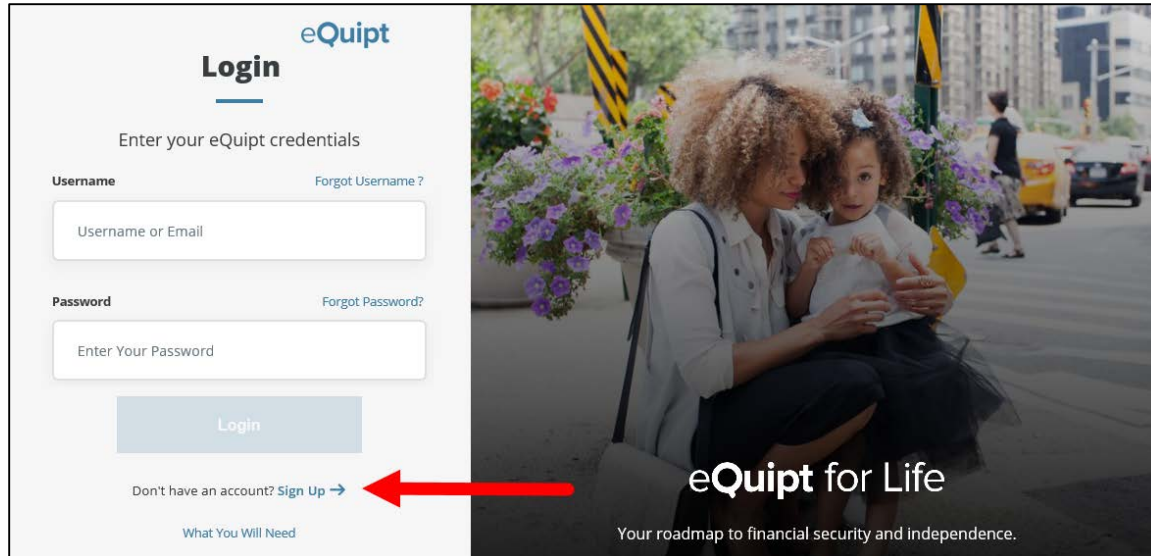 eQuipt
Login
Enter your eQuipt credentials
Username
Forgot Username ?
Username or Email
Password
Forgot Password?
Enter Your Password
Login
Don't have an account? Sign Up →
What You Will Need
eQuipt for Life
Your roadmap to financial security and independence.